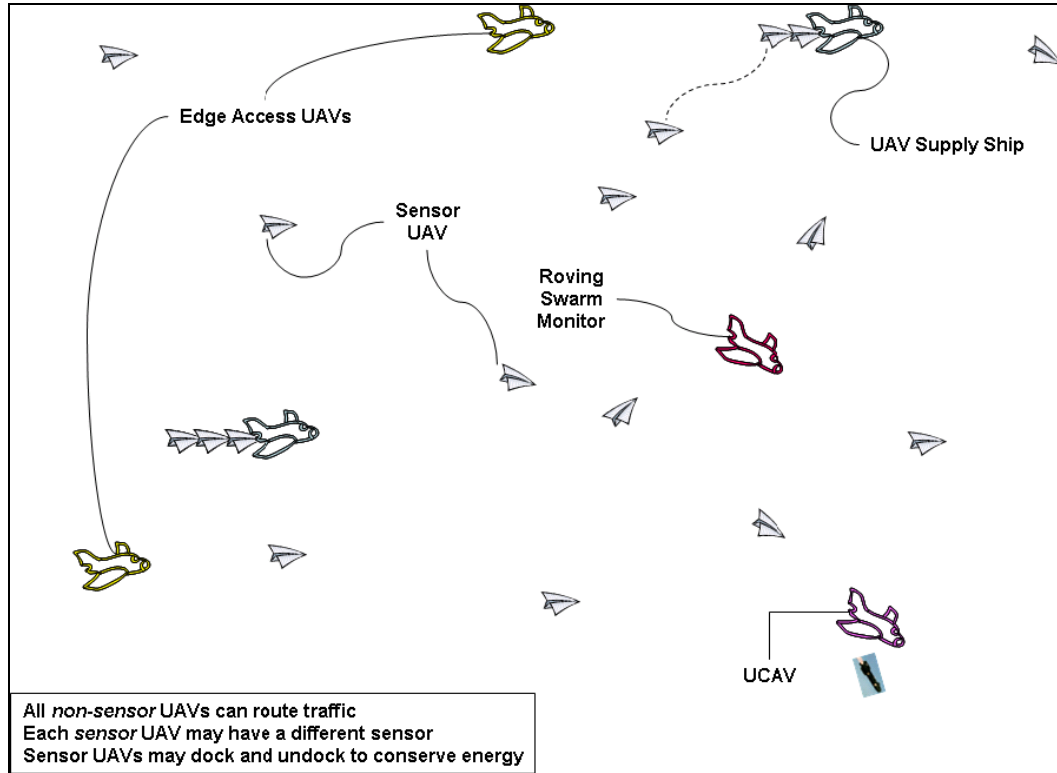 Edge Access UAVs
UAV Supply Ship
Sensor
UAV
Roving
Swarm
Monitor
UCAV
All non-sensor UAVs can route traffic
Each sensor UAV may have a different sensor
Sensor UAVs may dock and undock to conserve energy